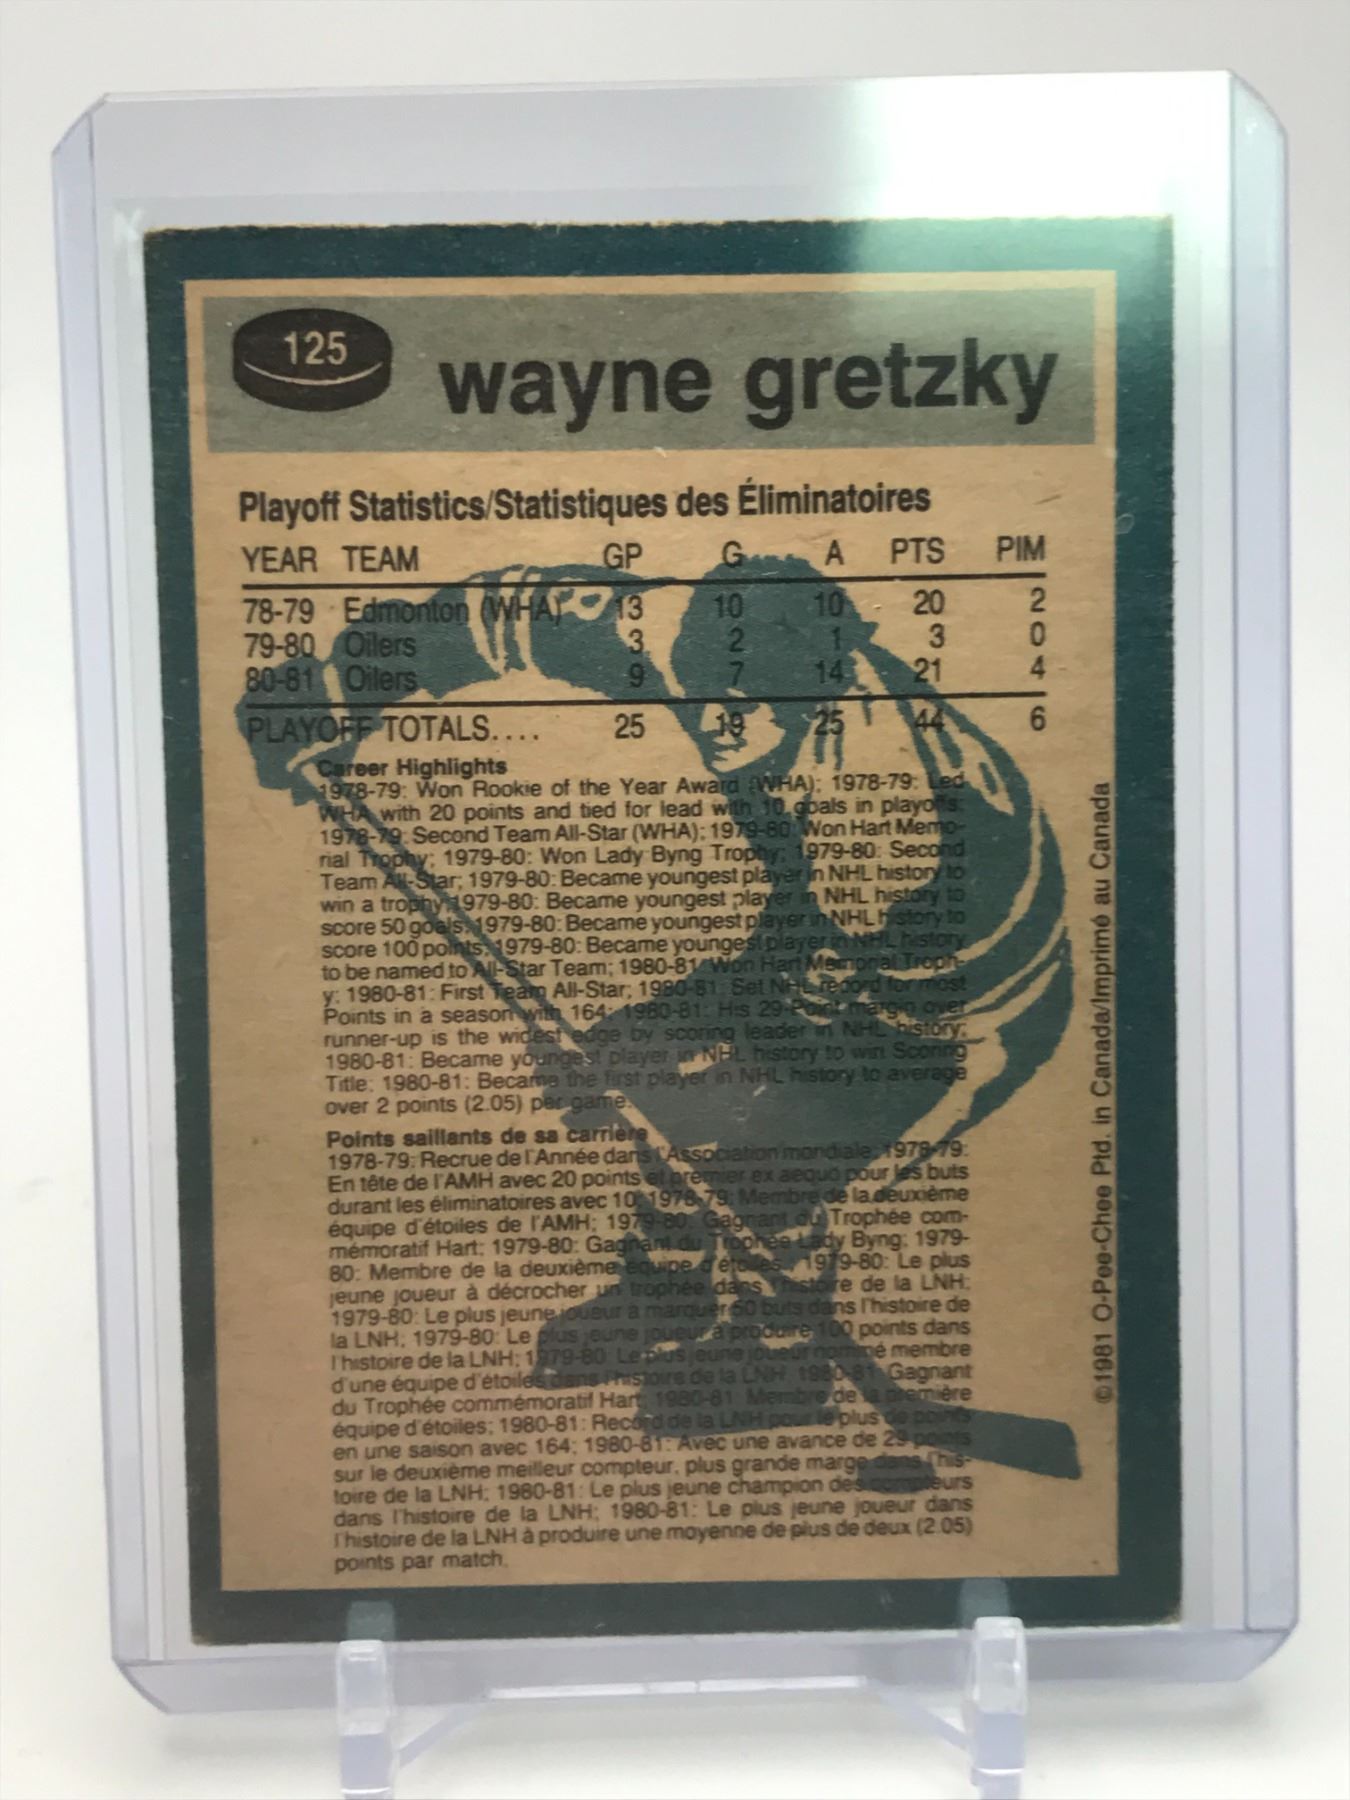 125
wayne gretzky
Playoff Statistics/Statistiques des Éliminatoires
YEAR TEAM GP G A PTS PIM
78-79 Edmonton (WHA) 13 10 10 20 2
79-80 Oilers 3 2 1 3 0
80-81 Oilers 9 7 14 21 4
PLAYOFF TOTALS.... 25 19 25 44 6
Career Highlights
1978-79: Won Rookie of the Year Award (WHA); 1978-79: Led
WHA with 20 points and tied for lead with 10 goals in playoffs;
1978-79: Second Team All-Star (WHA); 1979-80: Won Hart Memo-
rial Trophy; 1979-80: Won Lady Byng Trophy; 1979-80: Second
Team All-Star; 1979-80: Became youngest player in NHL history to
win a trophy; 1979-80: Became youngest player in NHL history to
score 50 goals; 1979-80: Became youngest player in NHL history to
score 100 points; 1979-80: Became youngest player in NHL history
to be named to All-Star Team; 1980-81: Won Hart Memorial Troph-
y; 1980-81: First Team All-Star; 1980-81: Set NHL record for most
Points in a season with 164; 1980-81: His 29-Point margin over
runner-up is the widest edge by scoring leader in NHL history;
1980-81: Became youngest player in NHL history to win Scoring
Title; 1980-81: Became the first player in NHL history to average
over 2 points (2.05) per game.
Points saillants de sa carrière
1978-79: Recrue de l'Année dans l'Association mondiale; 1978-79:
En tête de l'AMH avec 20 points et premier ex aequo pour les buts
durant les éliminatoires avec 10; 1978-79: Membre de la deuxième
équipe d'étoiles de l'AMH; 1979-80: Gagnant du Trophée com-
mémoratif Hart; 1979-80: Gagnant du Trophée Lady Byng; 1979-
80: Membre de la deuxième équipe d'étoiles; 1979-80: Le plus
jeune joueur à décrocher un trophée dans l'histoire de la LNH;
1979-80: Le plus jeune joueur à marquer 50 buts dans l'histoire de
la LNH; 1979-80: Le plus jeune joueur à produire 100 points dans
l'histoire de la LNH; 1979-80: Le plus jeune joueur nommé membre
d'une équipe d'étoiles dans l'histoire de la LNH; 1980-81: Gagnant
du Trophée commémoratif Hart; 1980-81: Membre de la première
équipe d'étoiles; 1980-81: Record de la LNH pour le plus de points
en une saison avec 164; 1980-81: Avec une avance de 29 points
sur le deuxième meilleur compteur, plus grande marge dans l'his-
toire de la LNH; 1980-81: Le plus jeune champion des compteurs
dans l'histoire de la LNH; 1980-81: Le plus jeune joueur dans
l'histoire de la LNH à produire une moyenne de plus de deux (2.05)
points par match.
©1981 O-Pee-Chee Ptd. in Canada/Imprimé au Canada